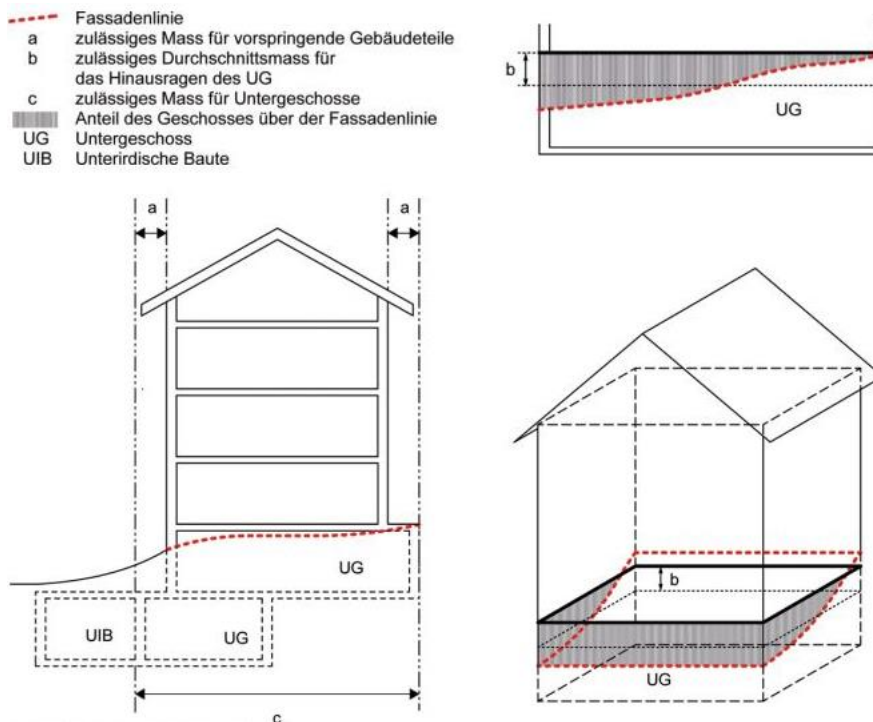 Fassadenlinie
a zulässiges Mass für vorspringende Gebäudeteile
b zulässiges Durchschnittsmass für
das Hinausragen des UG
c zulässiges Mass für Untergeschosse
Anteil des Geschosses über der Fassadenlinie
UG Untergeschoss
UIB Unterirdische Baute
b
UG
a a
UG
UIB UG
c
b
UG